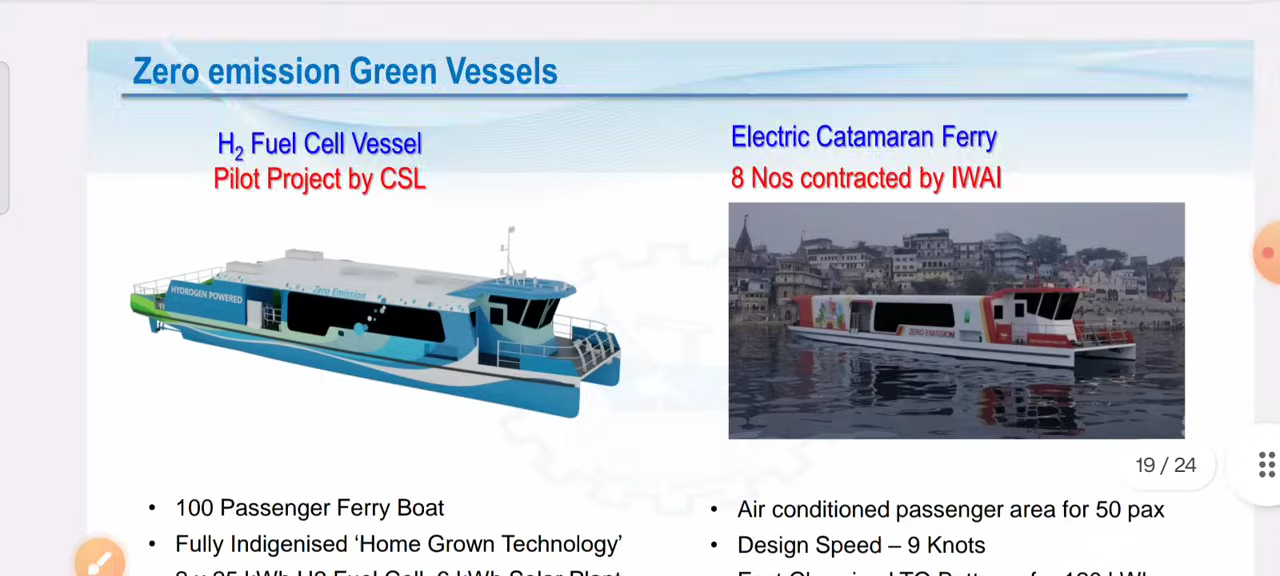 Zero emission Green Vessels
H2 Fuel Cell Vessel
Pilot Project by CSL
HYDROGEN POWERED
Zero Emission
100 Passenger Ferry Boat
Fully Indigenised ‘Home Grown Technology’
Electric Catamaran Ferry
8 Nos contracted by IWAI
ZERO EMISSION
19 / 24
Air conditioned passenger area for 50 pax
Design Speed – 9 Knots